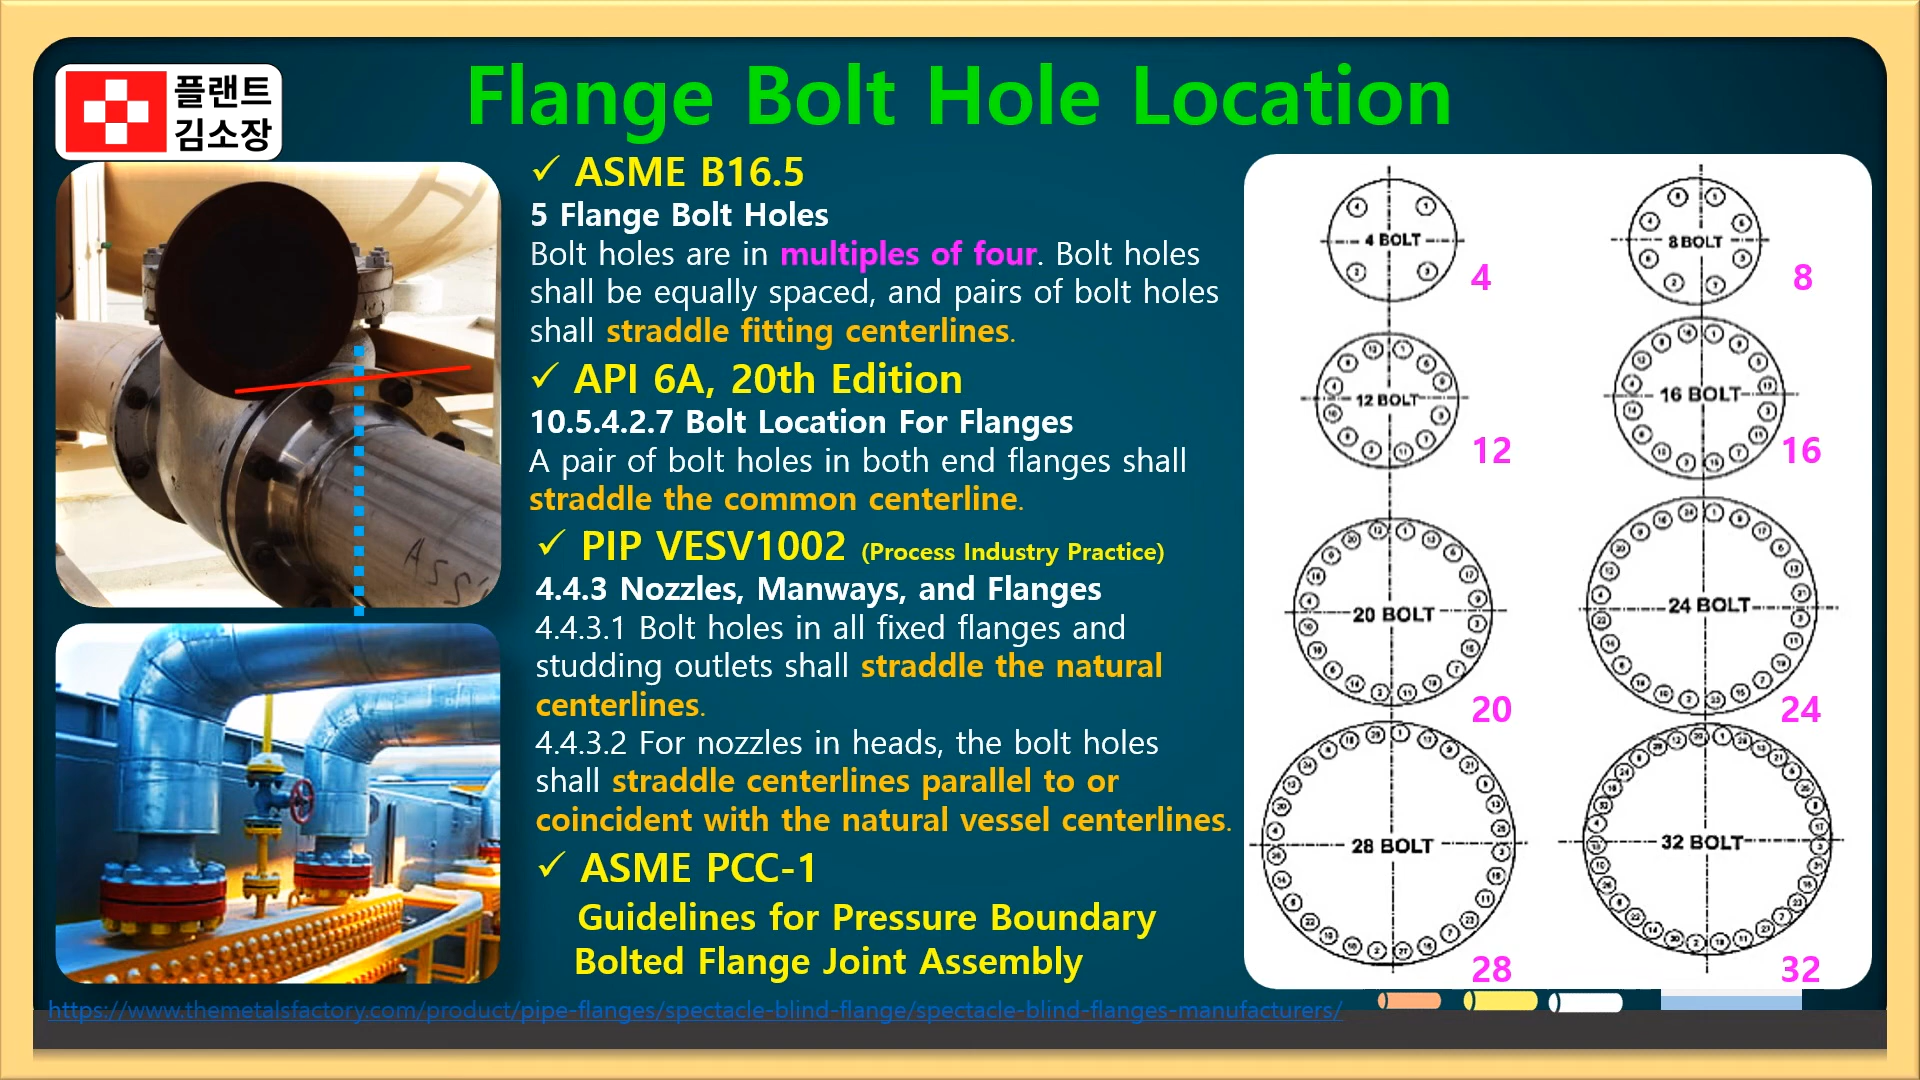 플랜트
김소장
Flange Bolt Hole Location
✓ ASME B16.5
5 Flange Bolt Holes
Bolt holes are in multiples of four. Bolt holes
shall be equally spaced, and pairs of bolt holes
shall straddle fitting centerlines.
✓ API 6A, 20th Edition
10.5.4.2.7 Bolt Location For Flanges
A pair of bolt holes in both end flanges shall
straddle the common centerline.
✓ PIP VESV1002 (Process Industry Practice)
4.4.3 Nozzles, Manways, and Flanges
4.4.3.1 Bolt holes in all fixed flanges and
studding outlets shall straddle the natural
centerlines.
4.4.3.2 For nozzles in heads, the bolt holes
shall straddle centerlines parallel to or
coincident with the natural vessel centerlines.
✓ ASME PCC-1
Guidelines for Pressure Boundary
Bolted Flange Joint Assembly
4 BOLT
4
8 BOLT
8
12 BOLT
12
16 BOLT
16
20 BOLT
20
24 BOLT
24
28 BOLT
28
32 BOLT
32
https://www.themetalsfactory.com/product/pipe-flanges/spectacle-blind-flange/spectacle-blind-flanges-manufacturers/